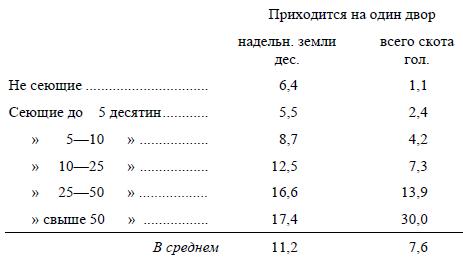 Приходится на один двор
надельн. земли всего скота
дес. гол.
Не сеющие ............................... 6,4 1,1
Сеющие до 5 десятин............ 5,5 2,4
» 5—10 » .................. 8,7 4,2
» 10—25 » .................. 12,5 7,3
» 25—50 » .................. 16,6 13,9
» свыше 50 » ................. 17,4 30,0
В среднем 11,2 7,6